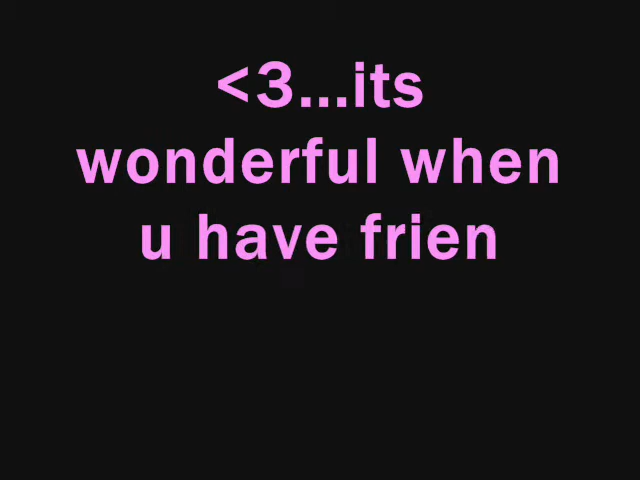 <3...its
wonderful when
u have frien